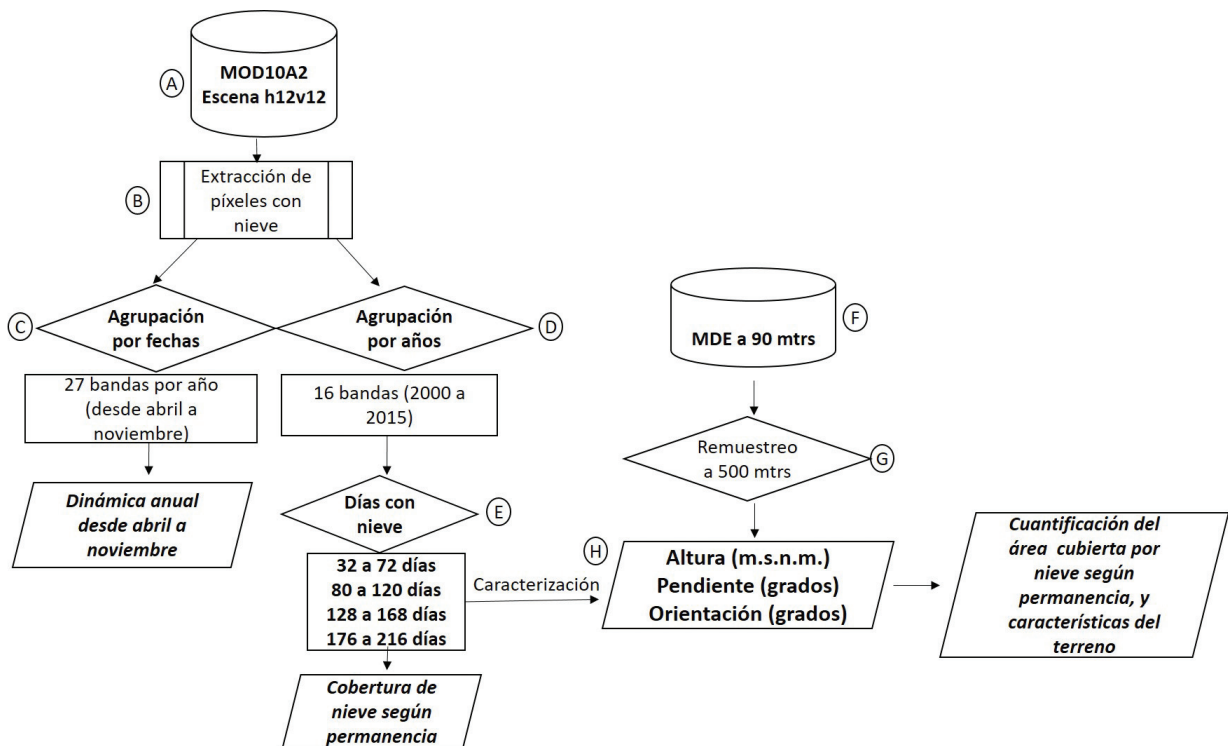 A
MOD10A2
Escena h12v12
B
Extracción de
píxeles con
nieve
C
Agrupación
por fechas
Agrupación
por años
D
27 bandas por año
(desde abril a
noviembre)
16 bandas (2000 a
2015)
Dinámica anual
desde abril a
noviembre
Días con
nieve
E
32 a 72 días
80 a 120 días
128 a 168 días
176 a 216 días
Caracterización
Cobertura de
nieve según
permanencia
MDE a 90 mtrs
F
Remuestreo
a 500 mtrs
G
H
Altura (m.s.n.m.)
Pendiente (grados)
Orientación (grados)
Cuantificación del
área cubierta por
nieve según
permanencia, y
características del
terreno